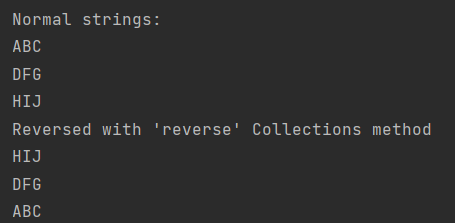 Normal strings:
ABC
DFG
HIJ
Reversed with 'reverse' Collections method
HIJ
DFG
ABC